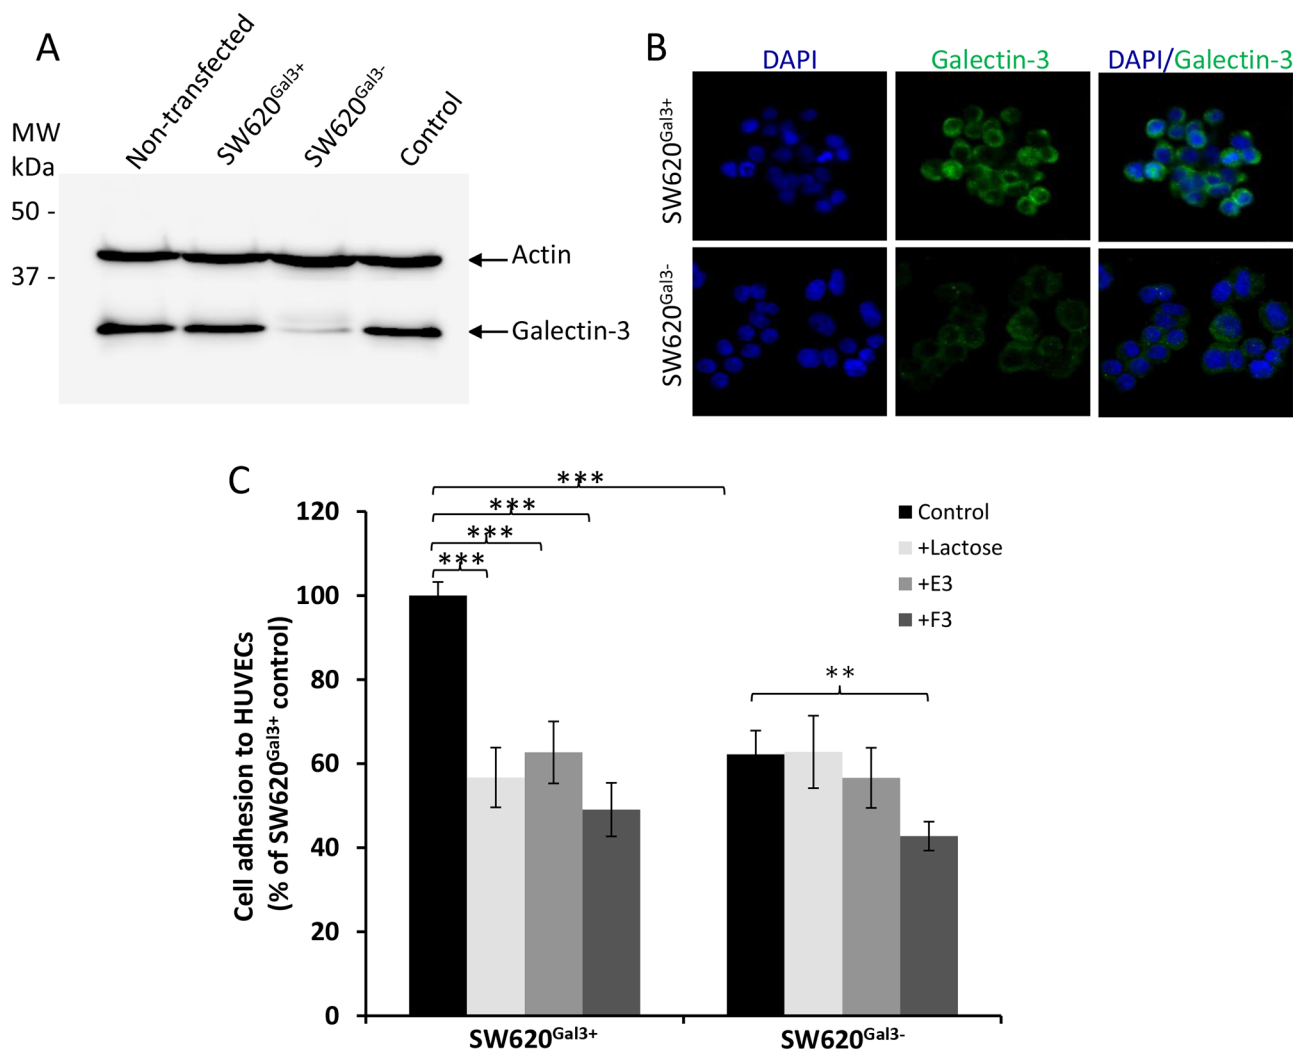 A
Non-transfected
SW620Gal3+
SW620Gal3-
Control
MW
kDa
50 -
37 -
Actin
Galectin-3
B
DAPI
Galectin-3
DAPI/Galectin-3
SW620Gal3+
SW620Gal3-
C
Cell adhesion to HUVECs
(% of SW620Gal3+ control)
120
100
80
60
40
20
0
***
***
***
***
**
Control
+Lactose
+E3
+F3
SW620Gal3+
SW620Gal3-